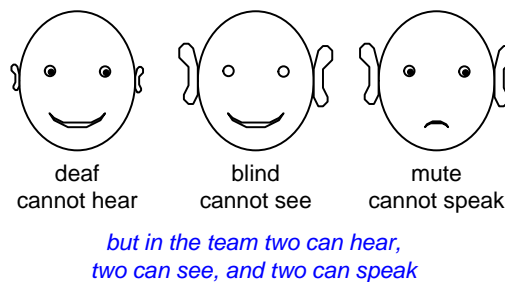 deaf
cannot hear
blind
cannot see
mute
cannot speak
but in the team two can hear,
two can see, and two can speak